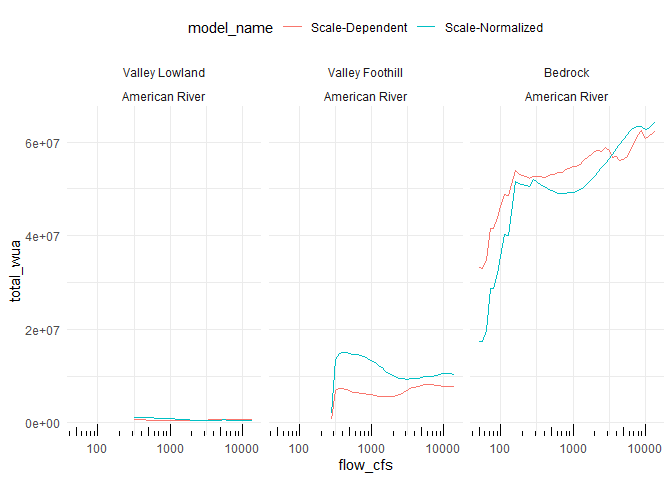 model_name Scale-Dependent Scale-Normalized
Valley Lowland Valley Foothill Bedrock
American River American River American River
total_wua
6e+07
4e+07
2e+07
0e+00
100 1000 10000 100 1000 10000 100 1000 10000
flow_cfs